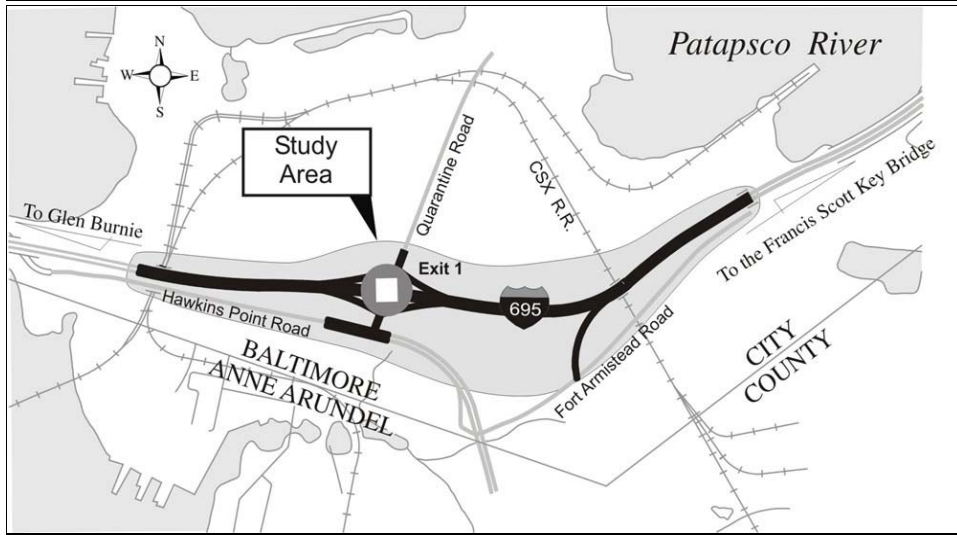 Patapsco River
N
W E
S
Study
Area
Quarantine Road
CSX R.R.
To Glen Burnie
To the Francis Scott Key Bridge
Exit 1
695
Hawkins Point Road
Fort Armistead Road
BALTIMORE
ANNE ARUNDEL
CITY
COUNTY